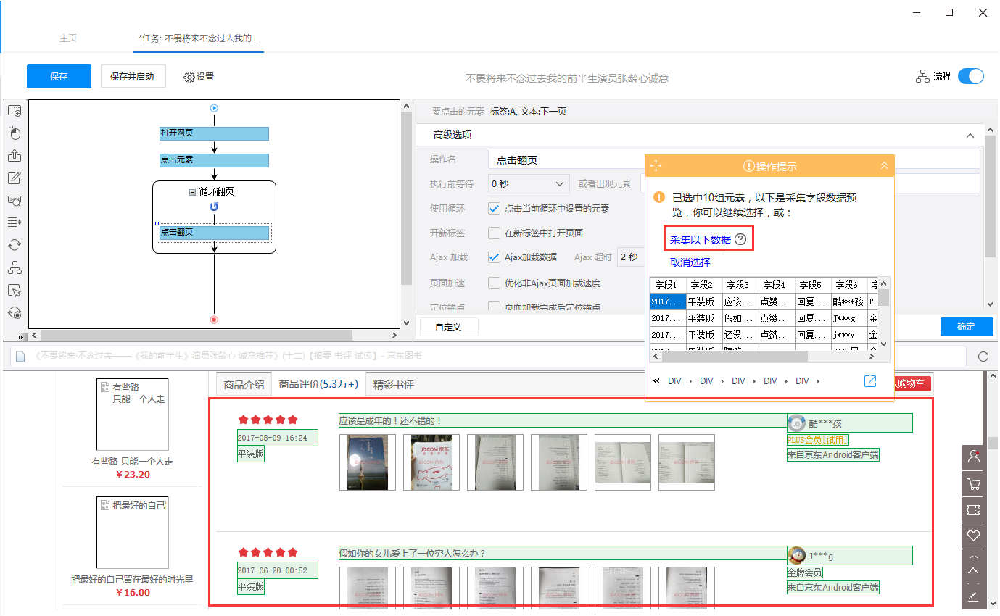 主页
*任务: 不畏将来不念过去我的...
保存
保存并启动
设置
不畏将来不念过去我的前半生演员张龄心诚意
流程
打开网页
点击元素
循环翻页
点击翻页
要点击的元素 标签:A, 文本:下一页
高级选项
操作名 点击翻页
执行前等待 0 秒 或者出现元素
使用循环 点击当前循环中设置的元素
开新标签 在新标签中打开页面
Ajax 加载 Ajax加载数据 Ajax 超时 2 秒
页面加速 优化非Ajax页面加载速度
定位锚点 页面加载完成后定位锚点
自定义
确定
操作提示
已选中10组元素，以下是采集字段数据预
览，你可以继续选择，或：
采集以下数据
取消选择
字段1 字段2 字段3 字段4 字段5 字段6 字
2017... 平装版 应该... 点赞... 回复... 酷***孩 PL
2017... 平装版 假如... 点赞... 回复... J***g 金
2017... 平装版 还没... 点赞... 回复... j***v 金
« DIV DIV DIV DIV DIV
《不畏将来·不念过去——《我的前半生》演员张龄心 诚意推荐》(十二)【摘要 书评 试读】- 京东图书
有些路
只能一个人走
有些路 只能一个人走
￥23.20
把最好的自己
把最好的自己留在最好的时光里
￥16.00
商品介绍
商品评价(5.3万+)
精彩书评
购物车
2017-08-09 16:24
平装版
应该是成年的！还不错的！
JD.COM 京东
JD
酷***孩
PLUS会员[试用]
来自京东Android客户端
2017-06-20 00:52
平装版
假如你的女儿爱上了一位穷人怎么办？
J***g
金牌会员
来自京东Android客户端